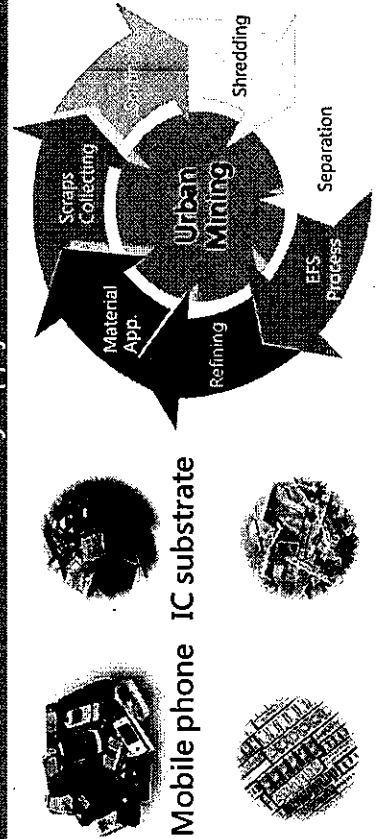 Mobile phone
IC substrate
Urban
Mining
Scraps
Collecting
Shredding
Separation
EFS
Process
Refining
Material
App.